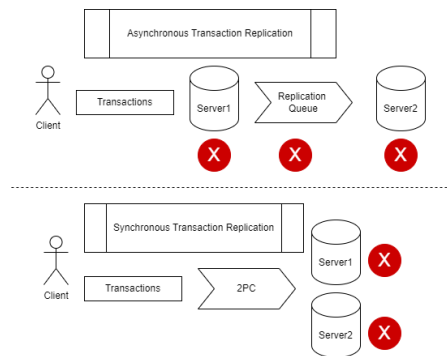 Asynchronous Transaction Replication
Client
Transactions
Server1
Replication
Queue
Server2
X
X
X
Synchronous Transaction Replication
Client
Transactions
2PC
Server1
X
Server2
X